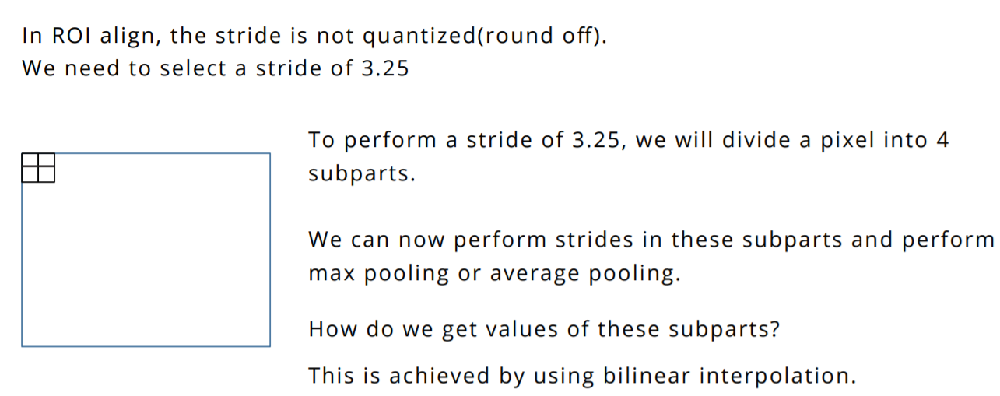 In ROI align, the stride is not quantized(round off).
We need to select a stride of 3.25
To perform a stride of 3.25, we will divide a pixel into 4
subparts.
We can now perform strides in these subparts and perform
max pooling or average pooling.
How do we get values of these subparts?
This is achieved by using bilinear interpolation.